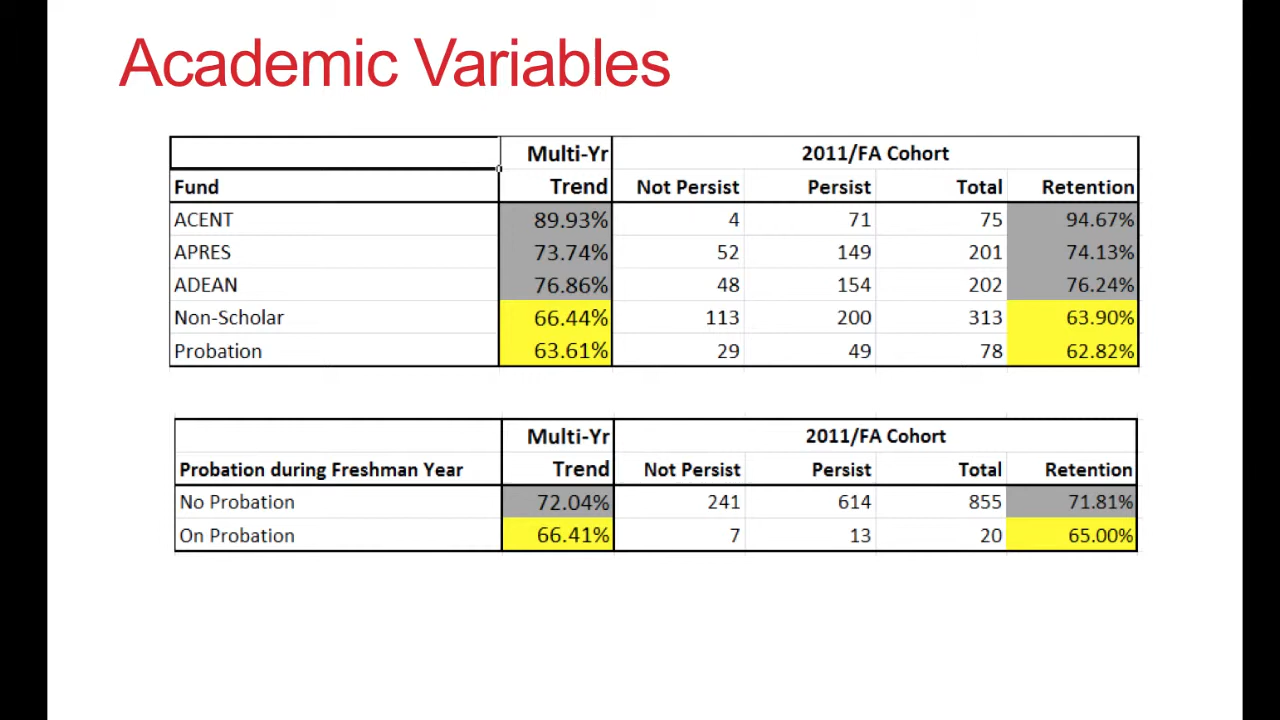 Academic Variables
Multi-Yr 2011/FA Cohort
Fund Trend Not Persist Persist Total Retention
ACENT 89.93% 4 71 75 94.67%
APRES 73.74% 52 149 201 74.13%
ADEAN 76.86% 48 154 202 76.24%
Non-Scholar 66.44% 113 200 313 63.90%
Probation 63.61% 29 49 78 62.82%
Multi-Yr 2011/FA Cohort
Probation during Freshman Year Trend Not Persist Persist Total Retention
No Probation 72.04% 241 614 855 71.81%
On Probation 66.41% 7 13 20 65.00%